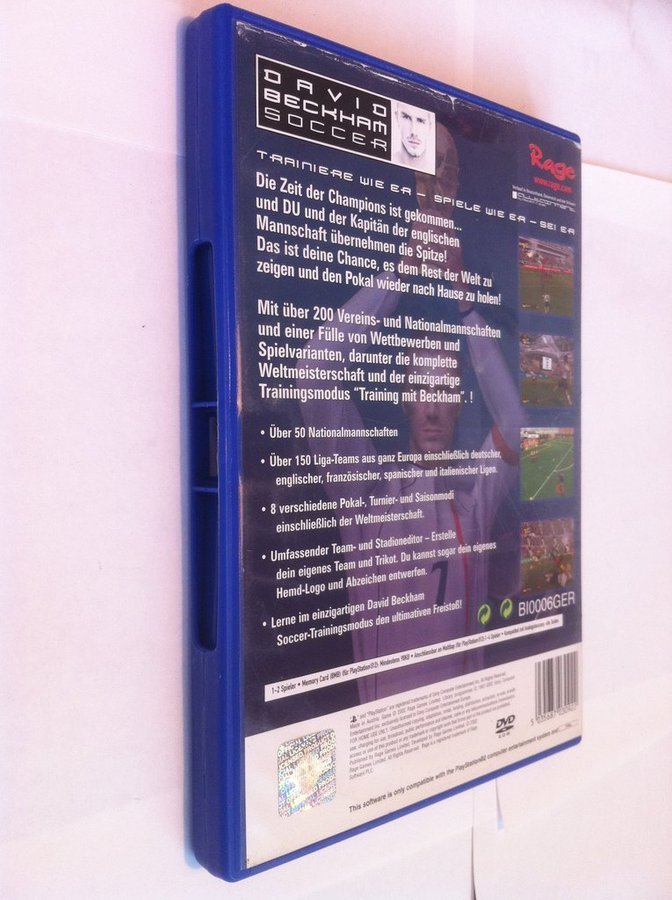 DAVID
BECKHAM
SOCCER
Rage
www.rage.com
TRAINIERE WIE ER – SPIELE WIE ER – SEI ER
Die Zeit der Champions ist gekommen...
und DU und der Kapitän der englischen
Mannschaft übernehmen die Spitze!
Das ist deine Chance, es dem Rest der Welt zu
zeigen und den Pokal wieder nach Hause zu holen!
Mit über 200 Vereins- und Nationalmannschaften
und einer Fülle von Wettbewerben und
Spielvarianten, darunter die komplette
Weltmeisterschaft und der einzigartige
Trainingsmodus "Training mit Beckham". !
• Über 50 Nationalmannschaften
• Über 150 Liga-Teams aus ganz Europa einschließlich deutscher,
englischer, französischer, spanischer und italienischer Ligen.
• 8 verschiedene Pokal-, Turnier- und Saisonmodi
einschließlich der Weltmeisterschaft.
• Umfassender Team- und Stadioneditor – Erstelle
dein eigenes Team und Trikot. Du kannst sogar dein eigenes
Hemd-Logo und Abzeichen entwerfen.
• Lerne im einzigartigen David Beckham
Soccer-Trainingsmodus den ultimativen Freistoß!
7
BI0006GER
1-2 Spieler • Memory Card (8MB) (für PlayStation®2):
DVD
This software is only compatible with the PlayStation®2 computer entertainment system